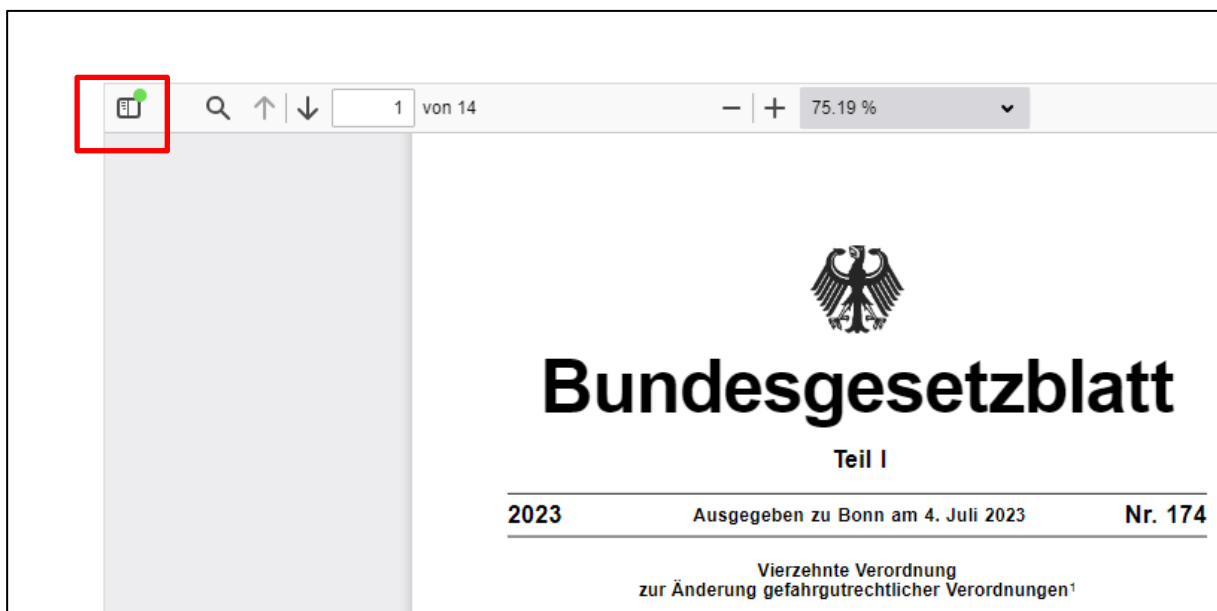 1 von 14 75.19 %
Bundesgesetzblatt
Teil I
2023 Ausgegeben zu Bonn am 4. Juli 2023 Nr. 174
Vierzehnte Verordnung
zur Änderung gefahrgutrechtlicher Verordnungen¹